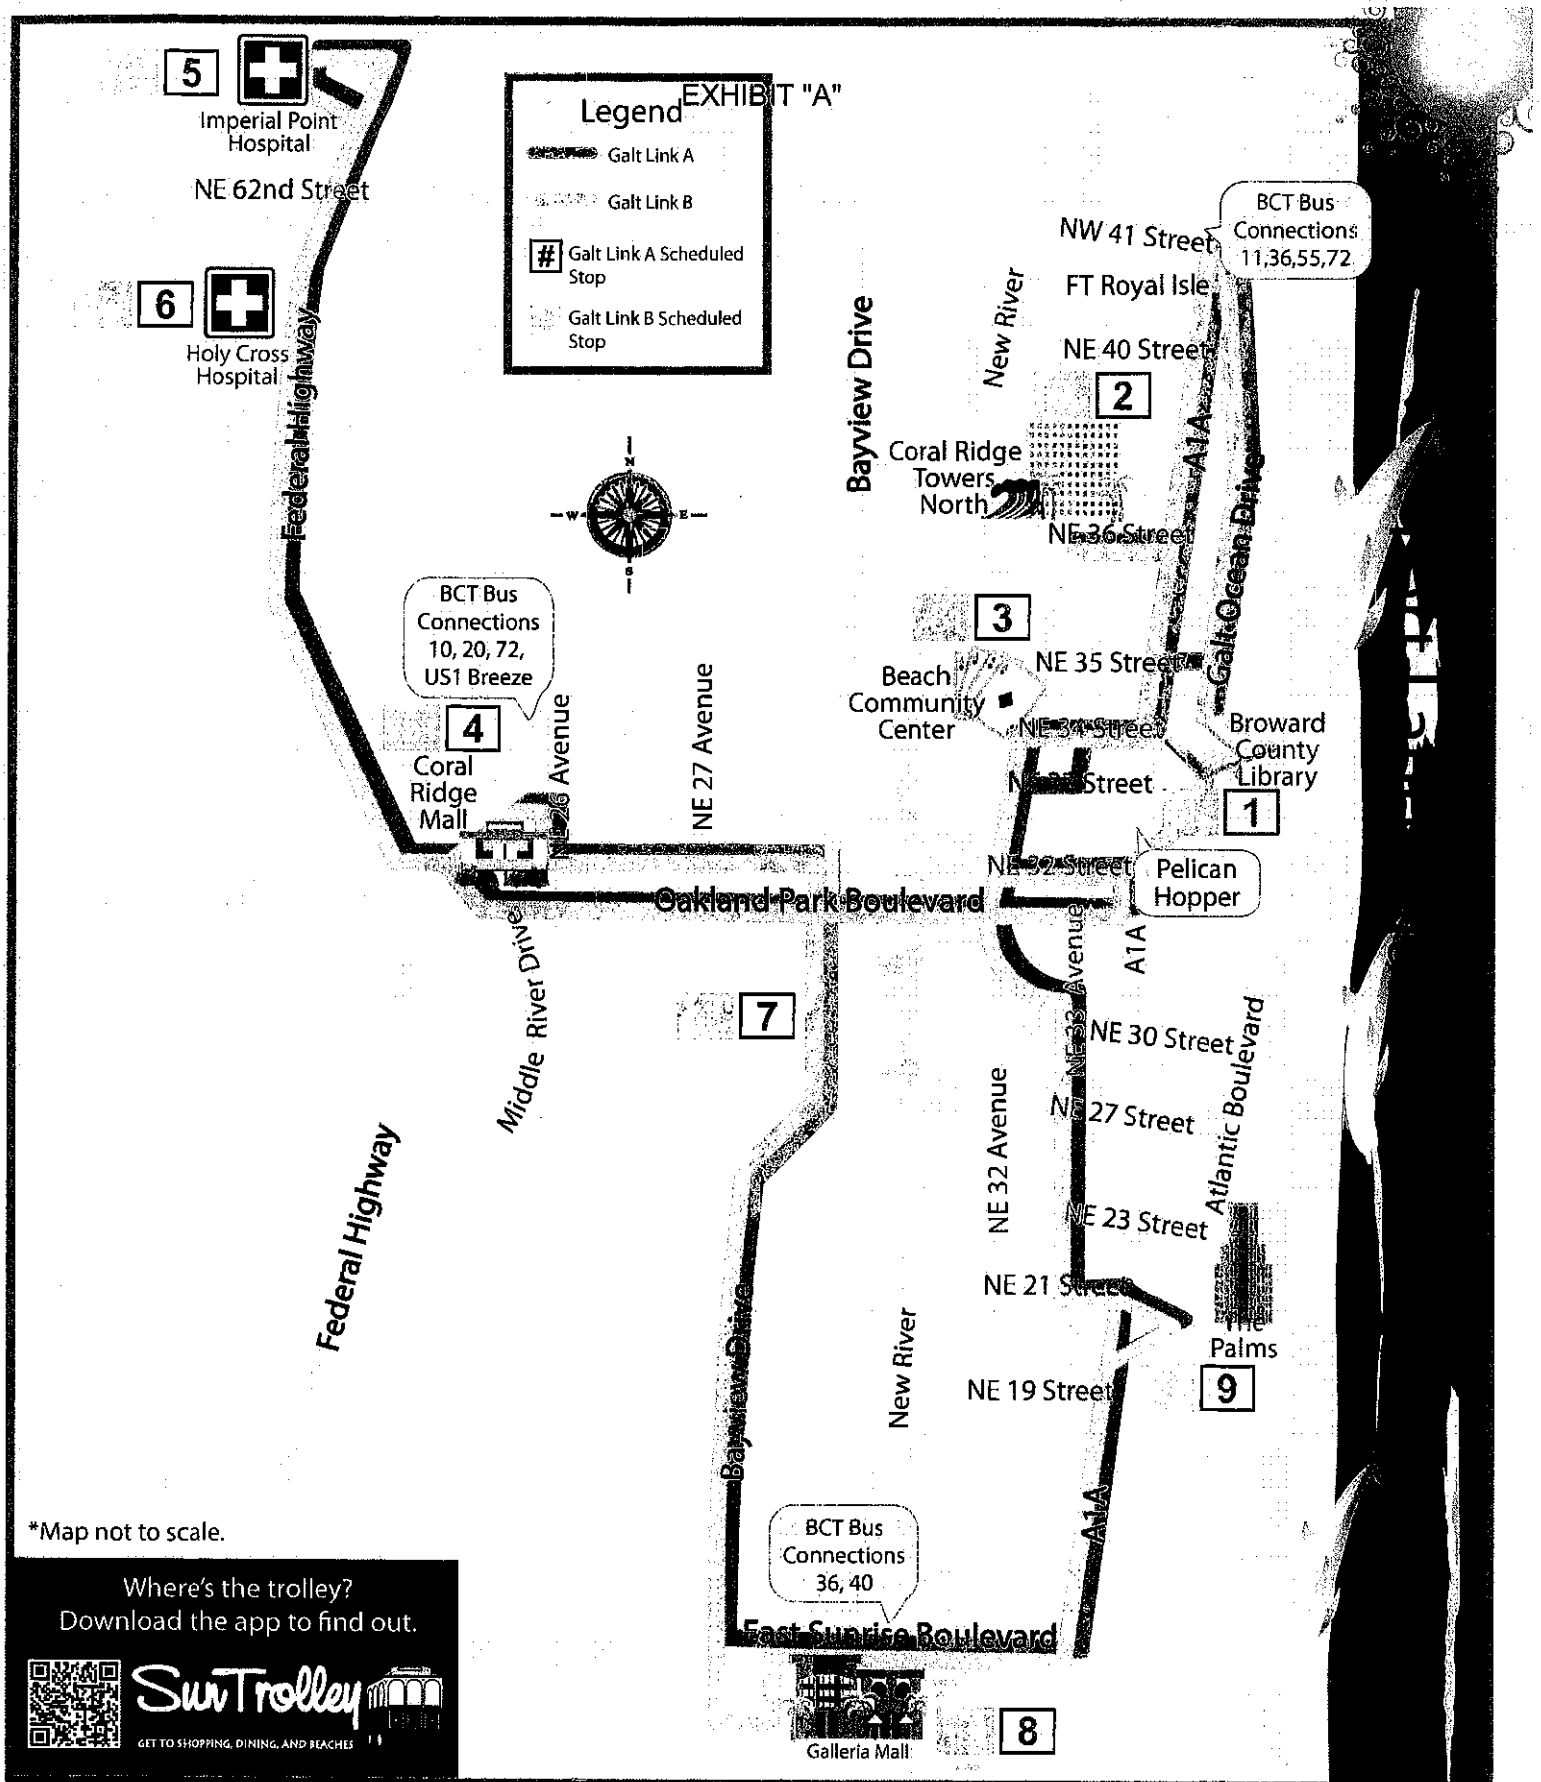 EXHIBIT "A"
5
Imperial Point
Hospital
NE 62nd Street
6
Holy Cross
Hospital
Federal Highway
Legend
Galt Link A
Galt Link B
# Galt Link A Scheduled
Stop
Galt Link B Scheduled
Stop
N
W
E
S
Bayview Drive
New River
NW 41 Street
BCT Bus
Connections
11,36,55,72
FT Royal Isle
NE 40 Street
2
A1A
Galt Ocean Drive
Coral Ridge
Towers
North
NE 36 Street
3
Beach
Community
Center
NE 35 Street
NE 34 Street
Street
Broward
County
Library
1
BCT Bus
Connections
10, 20, 72,
US1 Breeze
4
Coral
Ridge
Mall
NE 26 Avenue
NE 27 Avenue
NE 32 Street
Pelican
Hopper
Oakland Park Boulevard
Middle River Drive
7
NE 33 Avenue
A1A
NE 30 Street
NE 27 Street
Atlantic Boulevard
NE 32 Avenue
NE 23 Street
NE 21 Street
The
Palms
9
NE 19 Street
Federal Highway
Bayview Drive
New River
A1A
BCT Bus
Connections
36, 40
East Sunrise Boulevard
Galleria Mall
8
*Map not to scale.
Where's the trolley?
Download the app to find out.
Sun Trolley
GET TO SHOPPING, DINING, AND BEACHES